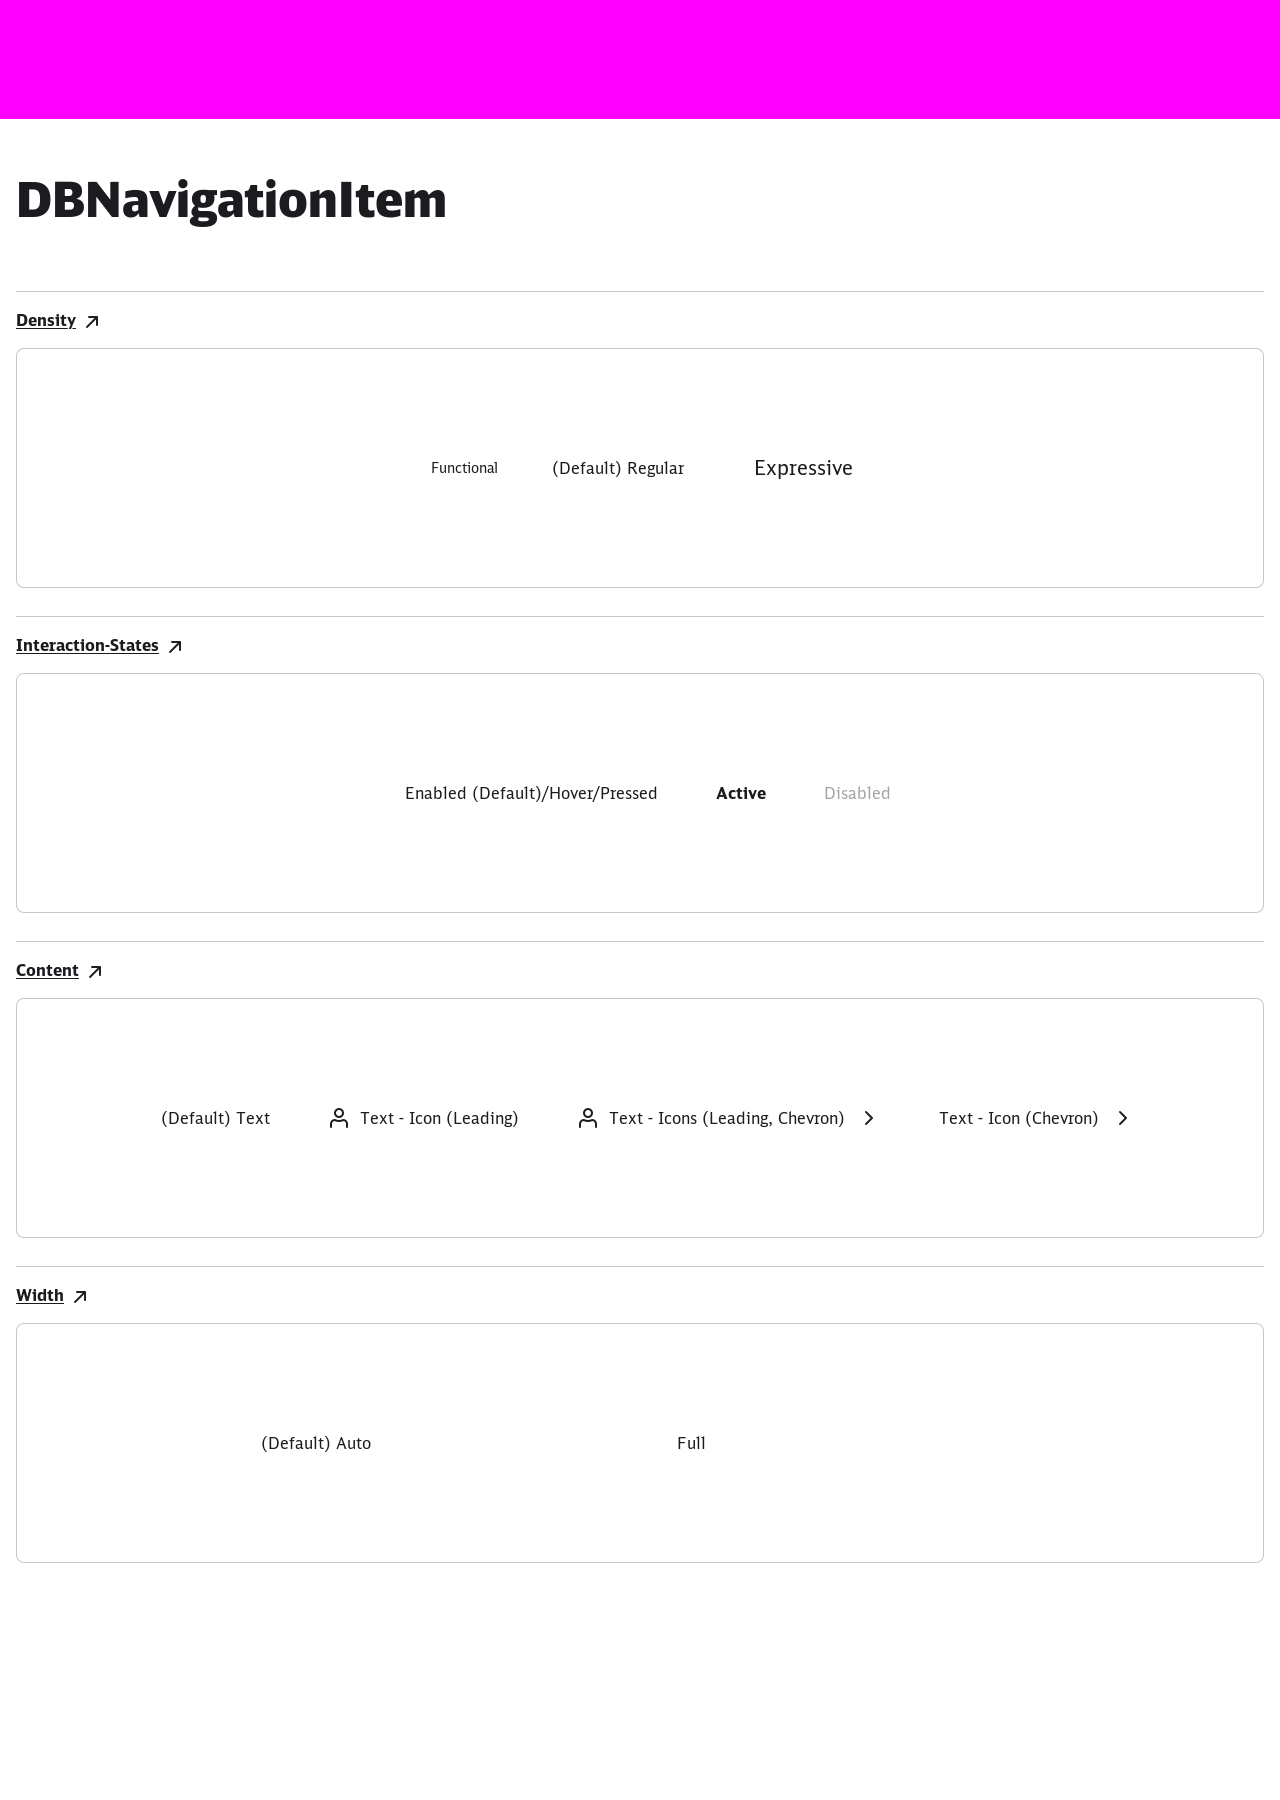 DBNavigationItem
Density
Functional (Default) Regular Expressive
Interaction-States
Enabled (Default)/Hover/Pressed Active Disabled
Content
(Default) Text Text - Icon (Leading) Text - Icons (Leading, Chevron) Text - Icon (Chevron)
Width
(Default) Auto Full